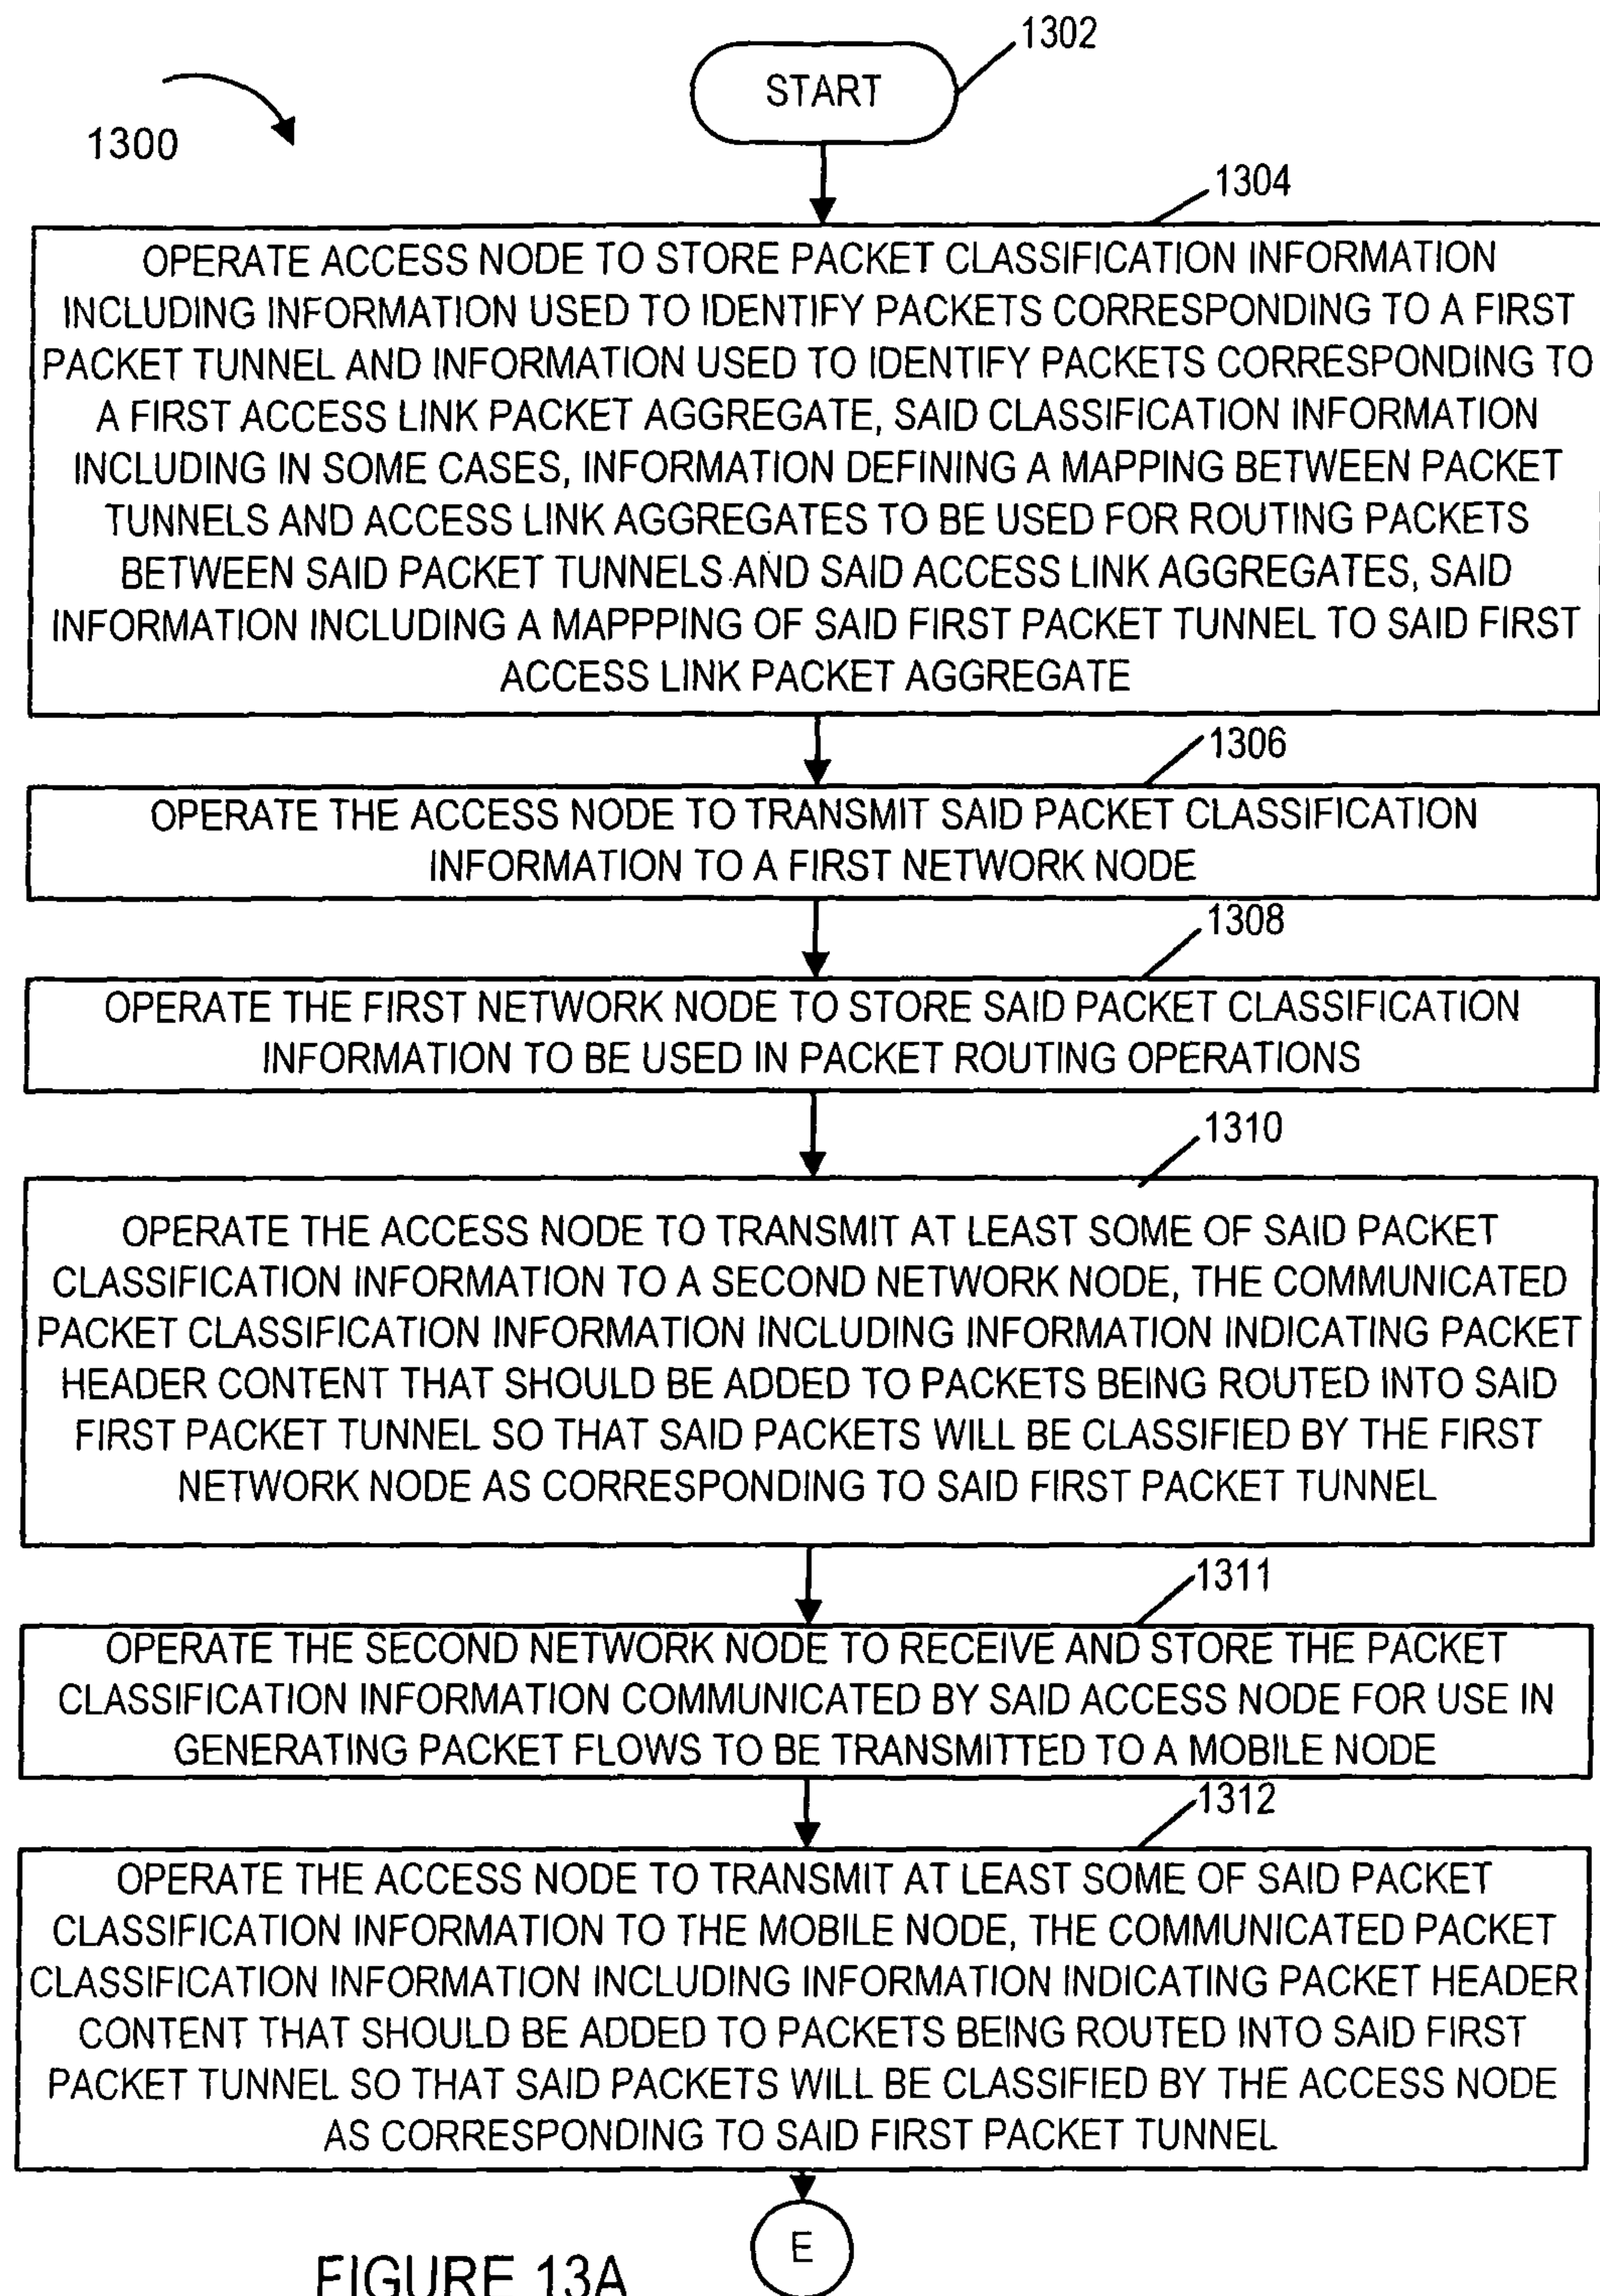 1302
START
1300
1304
OPERATE ACCESS NODE TO STORE PACKET CLASSIFICATION INFORMATION
INCLUDING INFORMATION USED TO IDENTIFY PACKETS CORRESPONDING TO A FIRST
PACKET TUNNEL AND INFORMATION USED TO IDENTIFY PACKETS CORRESPONDING TO
A FIRST ACCESS LINK PACKET AGGREGATE, SAID CLASSIFICATION INFORMATION
INCLUDING IN SOME CASES, INFORMATION DEFINING A MAPPING BETWEEN PACKET
TUNNELS AND ACCESS LINK AGGREGATES TO BE USED FOR ROUTING PACKETS
BETWEEN SAID PACKET TUNNELS AND SAID ACCESS LINK AGGREGATES, SAID
INFORMATION INCLUDING A MAPPPING OF SAID FIRST PACKET TUNNEL TO SAID FIRST
ACCESS LINK PACKET AGGREGATE
1306
OPERATE THE ACCESS NODE TO TRANSMIT SAID PACKET CLASSIFICATION
INFORMATION TO A FIRST NETWORK NODE
1308
OPERATE THE FIRST NETWORK NODE TO STORE SAID PACKET CLASSIFICATION
INFORMATION TO BE USED IN PACKET ROUTING OPERATIONS
1310
OPERATE THE ACCESS NODE TO TRANSMIT AT LEAST SOME OF SAID PACKET
CLASSIFICATION INFORMATION TO A SECOND NETWORK NODE, THE COMMUNICATED
PACKET CLASSIFICATION INFORMATION INCLUDING INFORMATION INDICATING PACKET
HEADER CONTENT THAT SHOULD BE ADDED TO PACKETS BEING ROUTED INTO SAID
FIRST PACKET TUNNEL SO THAT SAID PACKETS WILL BE CLASSIFIED BY THE FIRST
NETWORK NODE AS CORRESPONDING TO SAID FIRST PACKET TUNNEL
1311
OPERATE THE SECOND NETWORK NODE TO RECEIVE AND STORE THE PACKET
CLASSIFICATION INFORMATION COMMUNICATED BY SAID ACCESS NODE FOR USE IN
GENERATING PACKET FLOWS TO BE TRANSMITTED TO A MOBILE NODE
1312
OPERATE THE ACCESS NODE TO TRANSMIT AT LEAST SOME OF SAID PACKET
CLASSIFICATION INFORMATION TO THE MOBILE NODE, THE COMMUNICATED PACKET
CLASSIFICATION INFORMATION INCLUDING INFORMATION INDICATING PACKET HEADER
CONTENT THAT SHOULD BE ADDED TO PACKETS BEING ROUTED INTO SAID FIRST
PACKET TUNNEL SO THAT SAID PACKETS WILL BE CLASSIFIED BY THE ACCESS NODE
AS CORRESPONDING TO SAID FIRST PACKET TUNNEL
E
FIGURE 13A